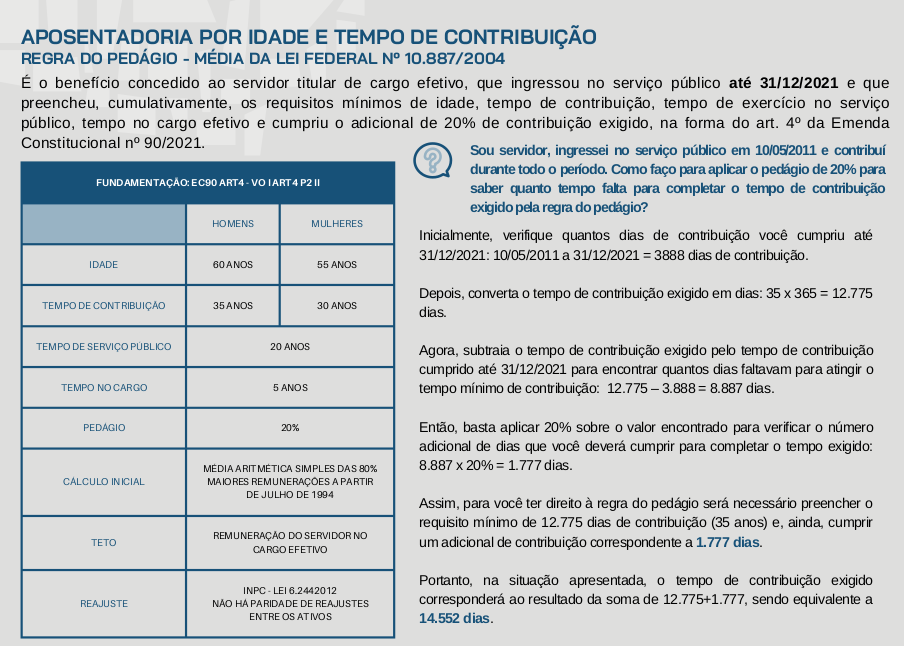 APOSENTADORIA POR IDADE E TEMPO DE CONTRIBUIÇÃO
REGRA DO PEDÁGIO - MÉDIA DA LEI FEDERAL Nº 10.887/2004
É o benefício concedido ao servidor titular de cargo efetivo, que ingressou no serviço público até 31/12/2021 e que
preencheu, cumulativamente, os requisitos mínimos de idade, tempo de contribuição, tempo de exercício no serviço
público, tempo no cargo efetivo e cumpriu o adicional de 20% de contribuição exigido, na forma do art. 4º da Emenda
Constitucional nº 90/2021.
FUNDAMENTAÇÃO: EC90 ART4 - VO I ART4 P2 II
HOMENS MULHERES
IDADE 60 ANOS 55 ANOS
TEMPO DE CONTRIBUIÇÃO 35 ANOS 30 ANOS
TEMPO DE SERVIÇO PÚBLICO 20 ANOS
TEMPO NO CARGO 5 ANOS
PEDÁGIO 20%
CÁLCULO INICIAL
MÉDIA ARITMÉTICA SIMPLES DAS 80%
MAIORES REMUNERAÇÕES A PARTIR
DE JULHO DE 1994
TETO
REMUNERAÇÃO DO SERVIDOR NO
CARGO EFETIVO
REAJUSTE
INPC - LEI 6.2442012
NÃO HÁ PARIDADE DE REAJUSTES
ENTRE OS ATIVOS
Sou servidor, ingressei no serviço público em 10/05/2011 e contribuí
durante todo o período. Como faço para aplicar o pedágio de 20% para
saber quanto tempo falta para completar o tempo de contribuição
exigido pela regra do pedágio?
Inicialmente, verifique quantos dias de contribuição você cumpriu até
31/12/2021: 10/05/2011 a 31/12/2021 = 3888 dias de contribuição.
Depois, converta o tempo de contribuição exigido em dias: 35 x 365 = 12.775
dias.
Agora, subtraia o tempo de contribuição exigido pelo tempo de contribuição
cumprido até 31/12/2021 para encontrar quantos dias faltavam para atingir o
tempo mínimo de contribuição: 12.775 – 3.888 = 8.887 dias.
Então, basta aplicar 20% sobre o valor encontrado para verificar o número
adicional de dias que você deverá cumprir para completar o tempo exigido:
8.887 x 20% = 1.777 dias.
Assim, para você ter direito à regra do pedágio será necessário preencher o
requisito mínimo de 12.775 dias de contribuição (35 anos) e, ainda, cumprir
um adicional de contribuição correspondente a 1.777 dias.
Portanto, na situação apresentada, o tempo de contribuição exigido
corresponderá ao resultado da soma de 12.775+1.777, sendo equivalente a
14.552 dias.